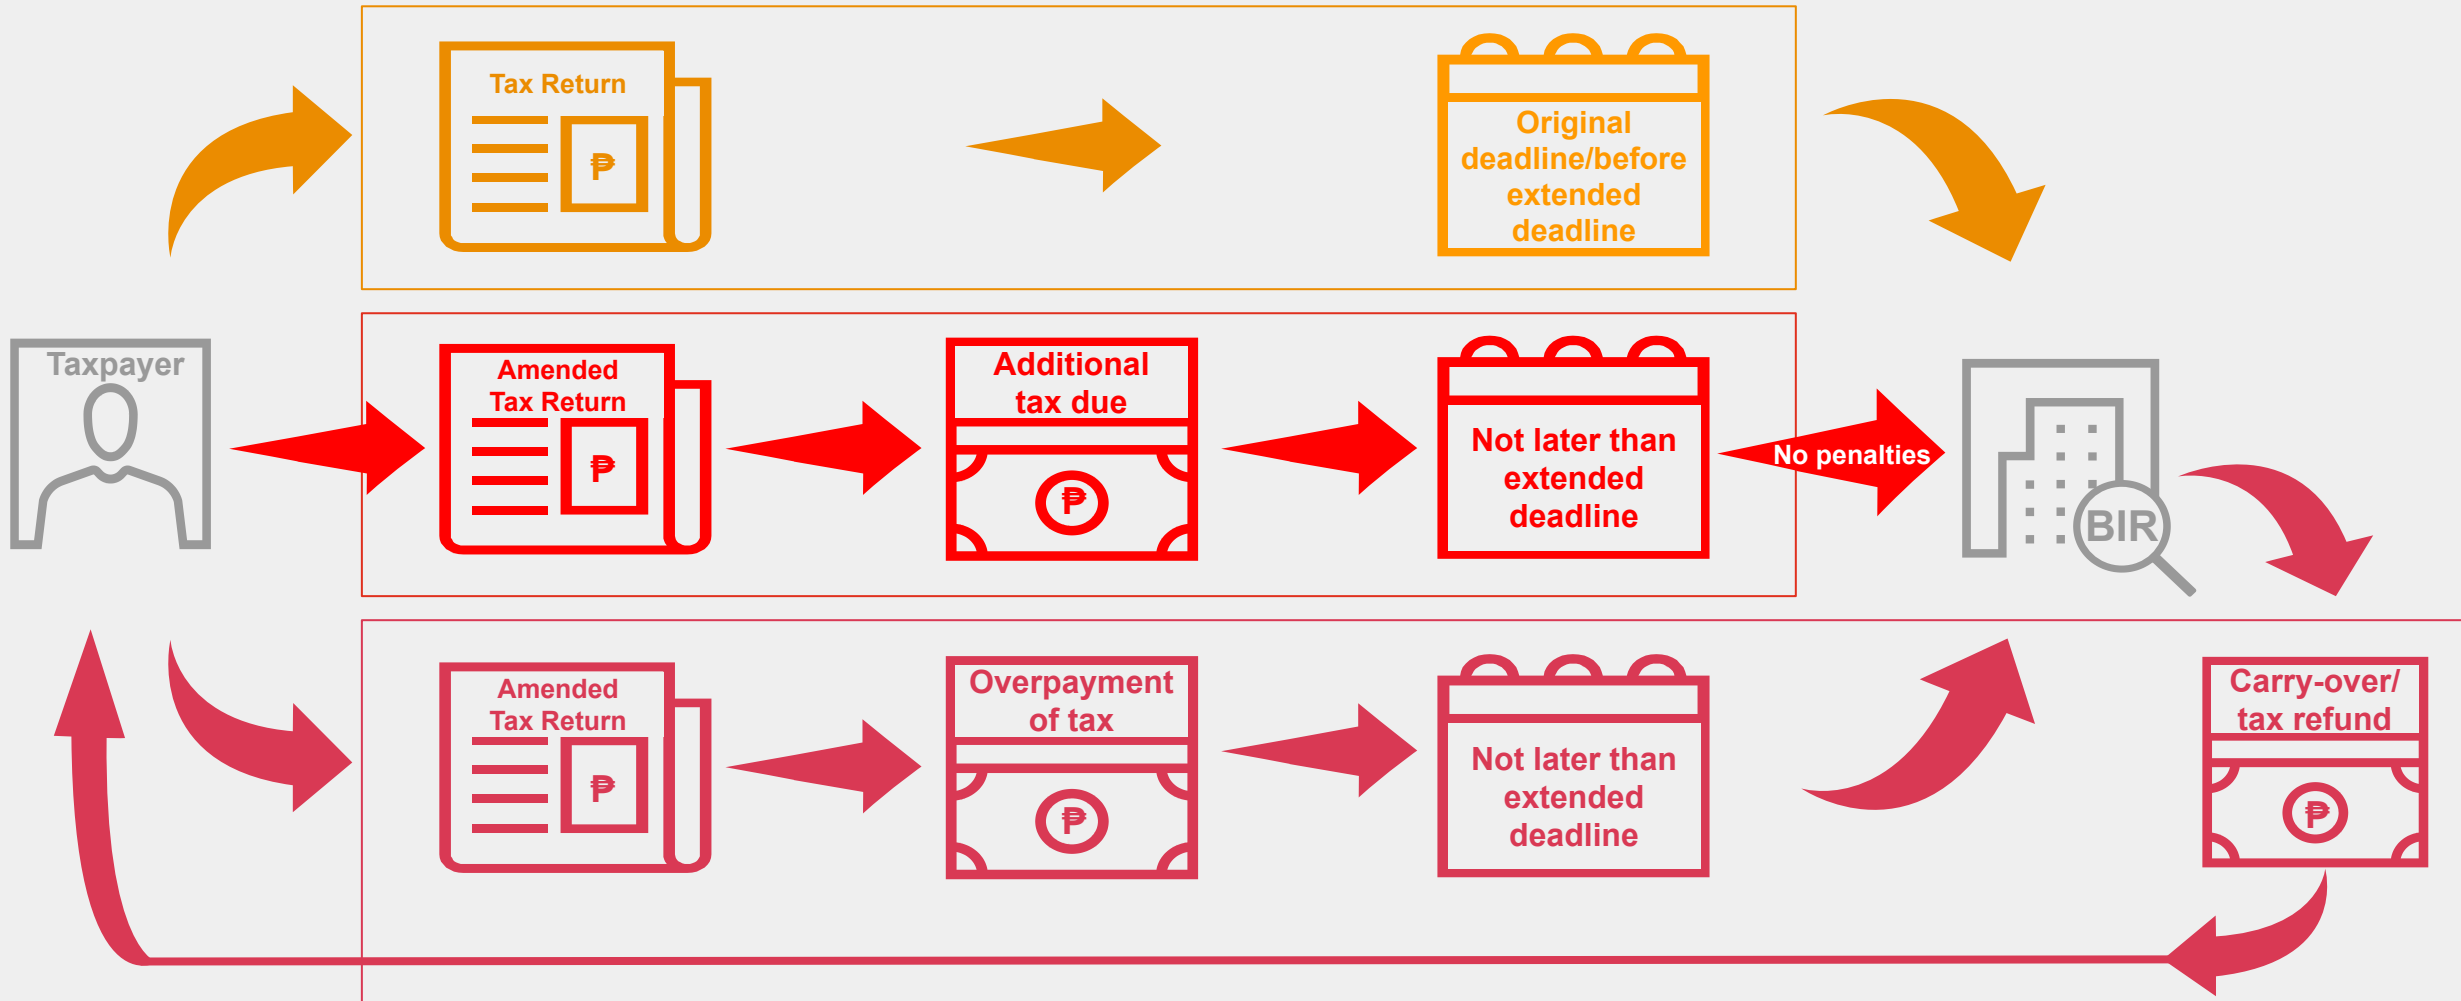 Tax Return
₱
Original
deadline/before
extended
deadline
Taxpayer
Amended
Tax Return
₱
Additional
tax due
₱
Not later than
extended
deadline
No penalties
BIR
Amended
Tax Return
₱
Overpayment
of tax
₱
Not later than
extended
deadline
Carry-over/
tax refund
₱